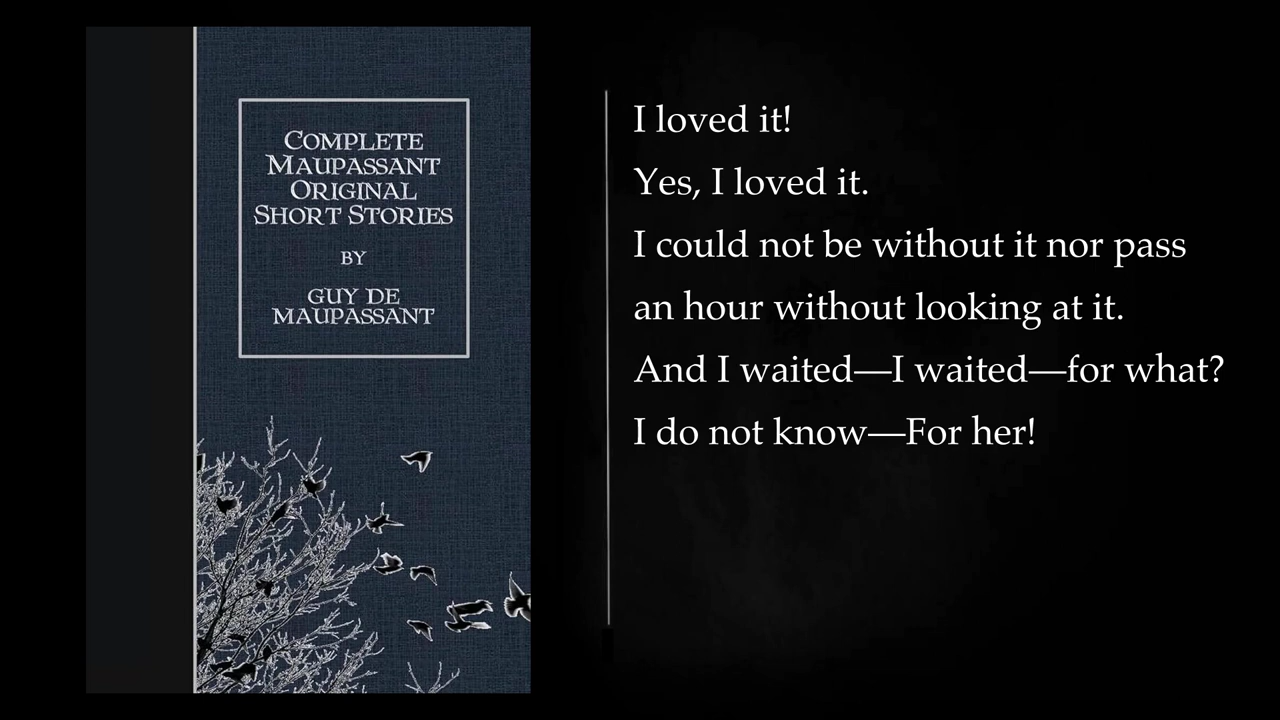 COMPLETE
MAUPASSANT
ORIGINAL
SHORT STORIES
BY
GUY DE
MAUPASSANT
I loved it!
Yes, I loved it.
I could not be without it nor pass
an hour without looking at it.
And I waited—I waited—for what?
I do not know—For her!